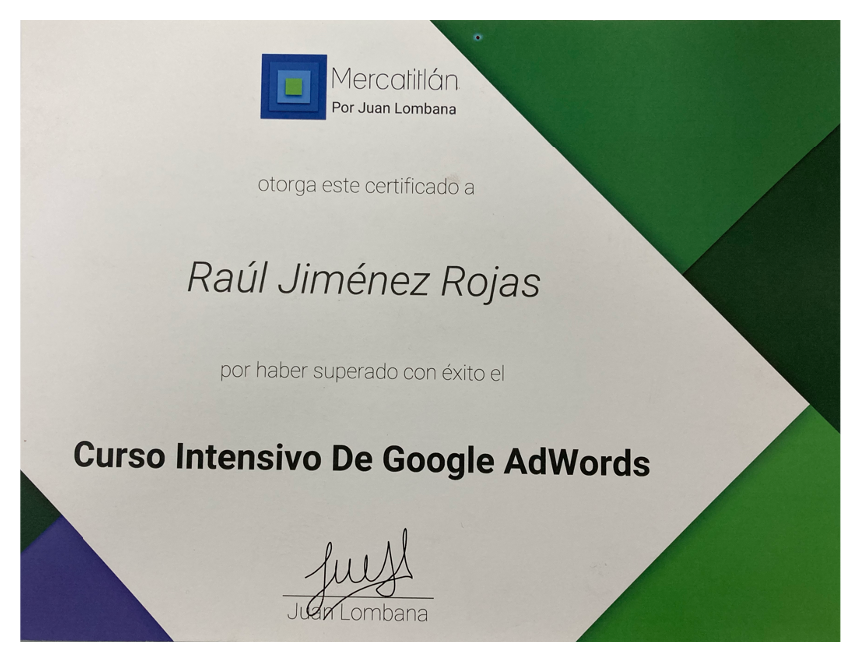 Mercatitlán
Por Juan Lombana
otorga este certificado a
Raúl Jiménez Rojas
por haber superado con éxito el
Curso Intensivo De Google AdWords
Juan Lombana